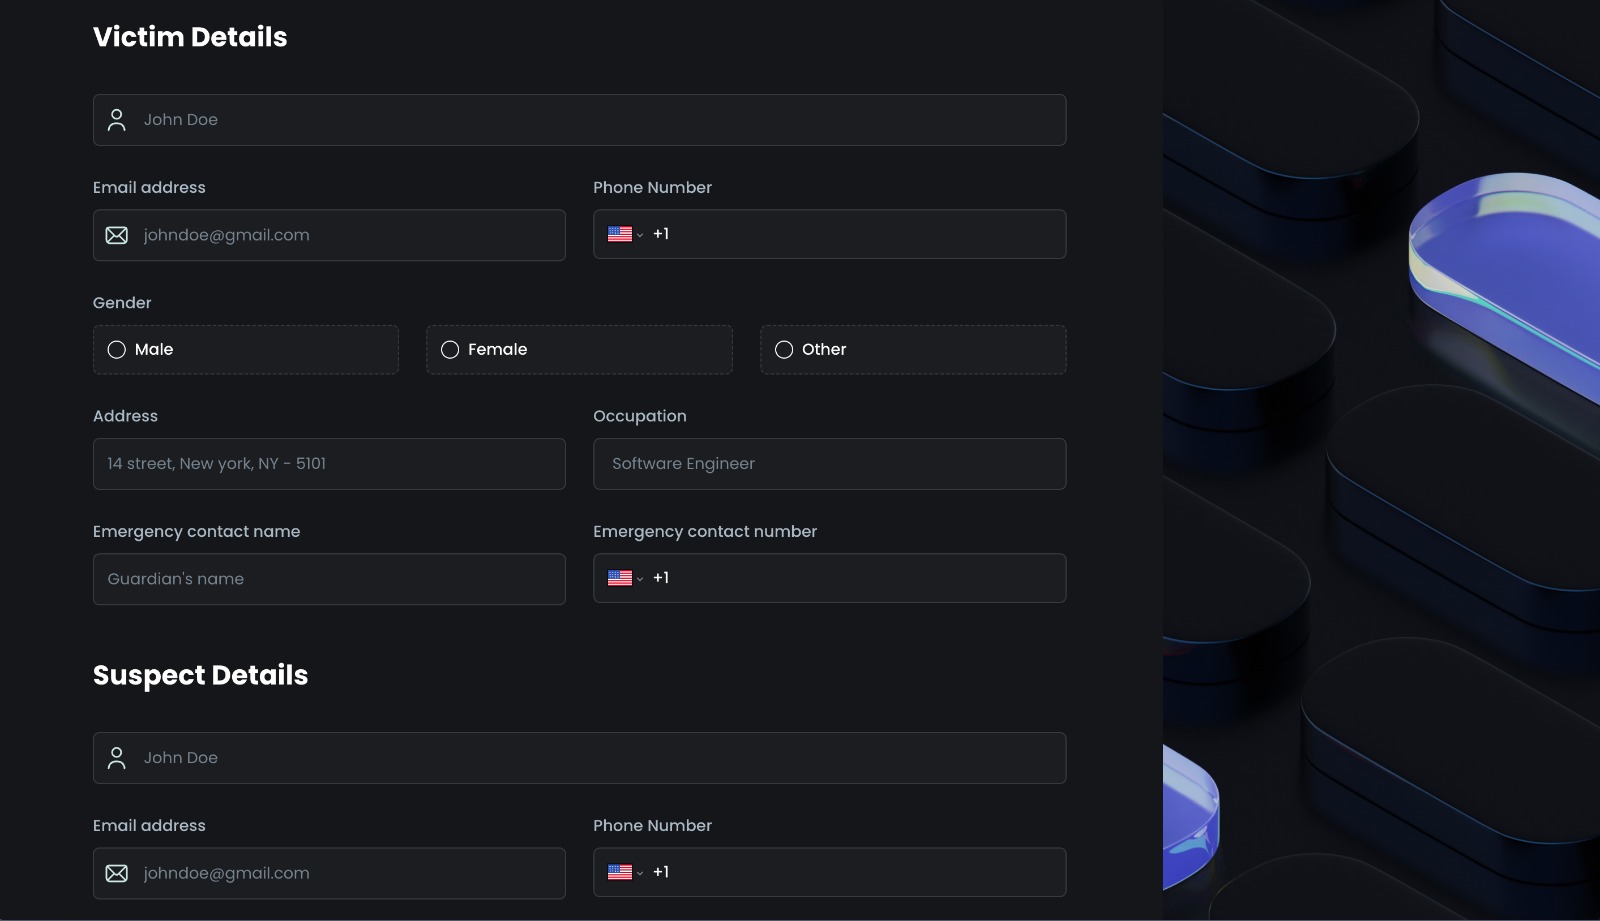 Victim Details
John Doe
Email address Phone Number
johndoe@gmail.com +1
Gender
Male Female Other
Address Occupation
14 street, New york, NY - 5101 Software Engineer
Emergency contact name Emergency contact number
Guardian's name +1
Suspect Details
John Doe
Email address Phone Number
johndoe@gmail.com +1